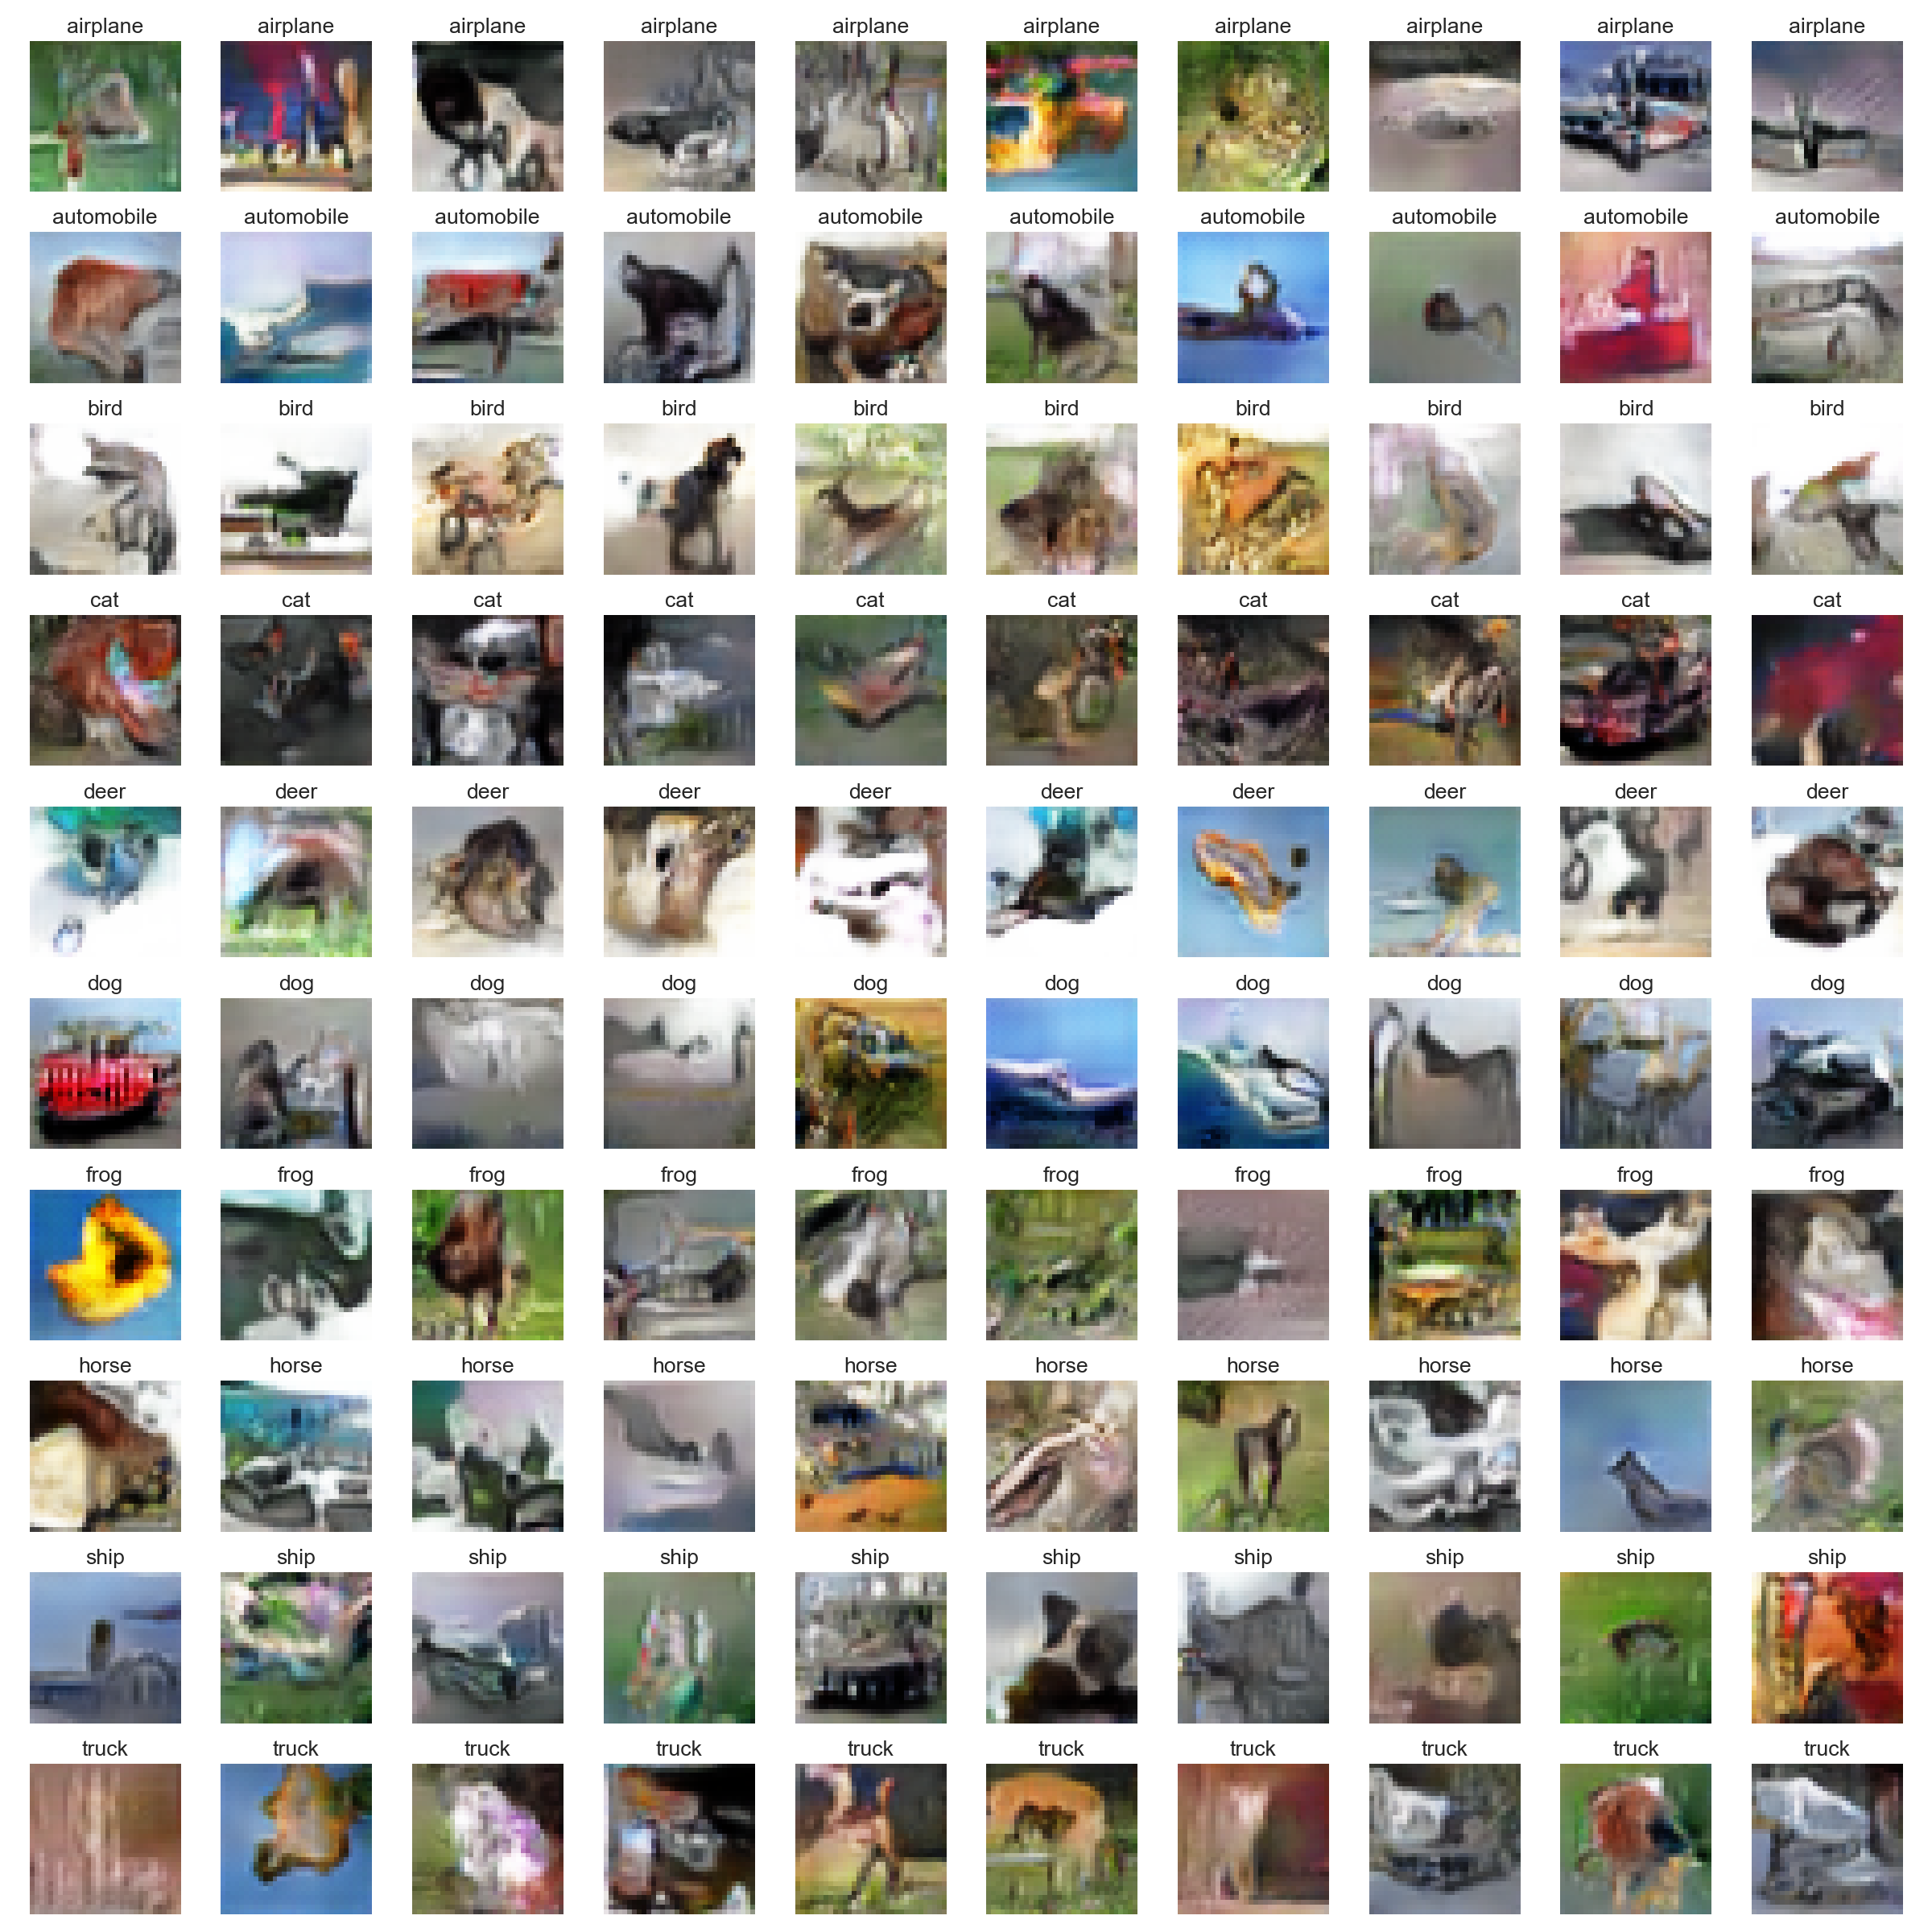 airplane airplane airplane airplane airplane airplane airplane airplane airplane airplane
automobile automobile automobile automobile automobile automobile automobile automobile automobile automobile
bird bird bird bird bird bird bird bird bird bird
cat cat cat cat cat cat cat cat cat cat
deer deer deer deer deer deer deer deer deer deer
dog dog dog dog dog dog dog dog dog dog
frog frog frog frog frog frog frog frog frog frog
horse horse horse horse horse horse horse horse horse horse
ship ship ship ship ship ship ship ship ship ship
truck truck truck truck truck truck truck truck truck truck